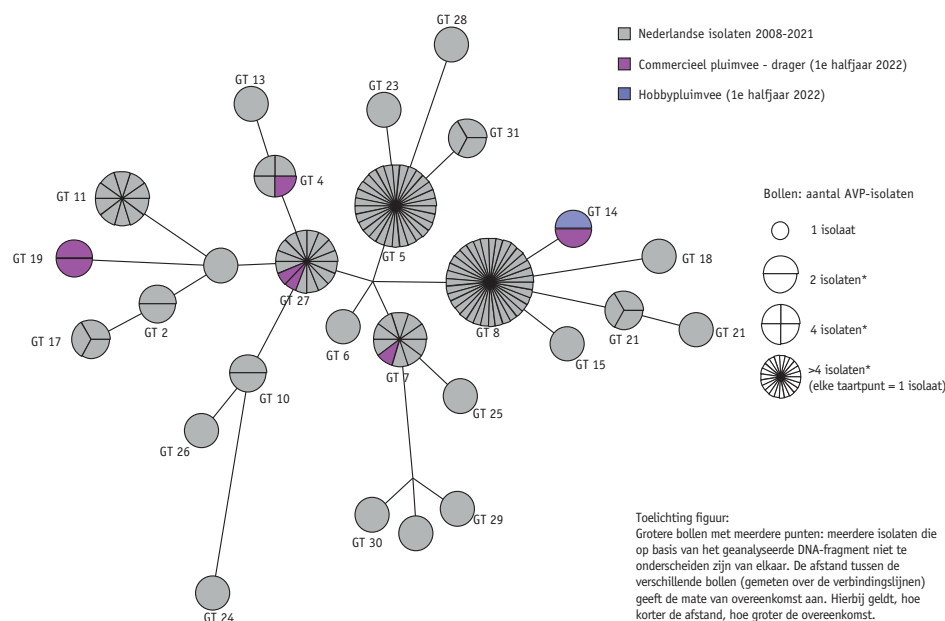 GT 28
Nederlandse isolaten 2008-2021
Commercieel pluimvee - drager (1e halfjaar 2022)
Hobbypluimvee (1e halfjaar 2022)
GT 13
GT 23
GT 31
GT 4
GT 11
GT 5
GT 14
GT 18
GT 19
GT 27
GT 8
GT 2
GT 17
GT 6
GT 7
GT 15
GT 21
GT 21
GT 10
GT 25
GT 26
GT 30
GT 29
GT 24
Bollen: aantal AVP-isolaten
1 isolaat
2 isolaten*
4 isolaten*
>4 isolaten*
(elke taartpunt = 1 isolaat)
Toelichting figuur:
Grotere bollen met meerdere punten: meerdere isolaten die
op basis van het geanalyseerde DNA-fragment niet te
onderscheiden zijn van elkaar. De afstand tussen de
verschillende bollen (gemeten over de verbindingslijnen)
geeft de mate van overeenkomst aan. Hierbij geldt, hoe
korter de afstand, hoe groter de overeenkomst.